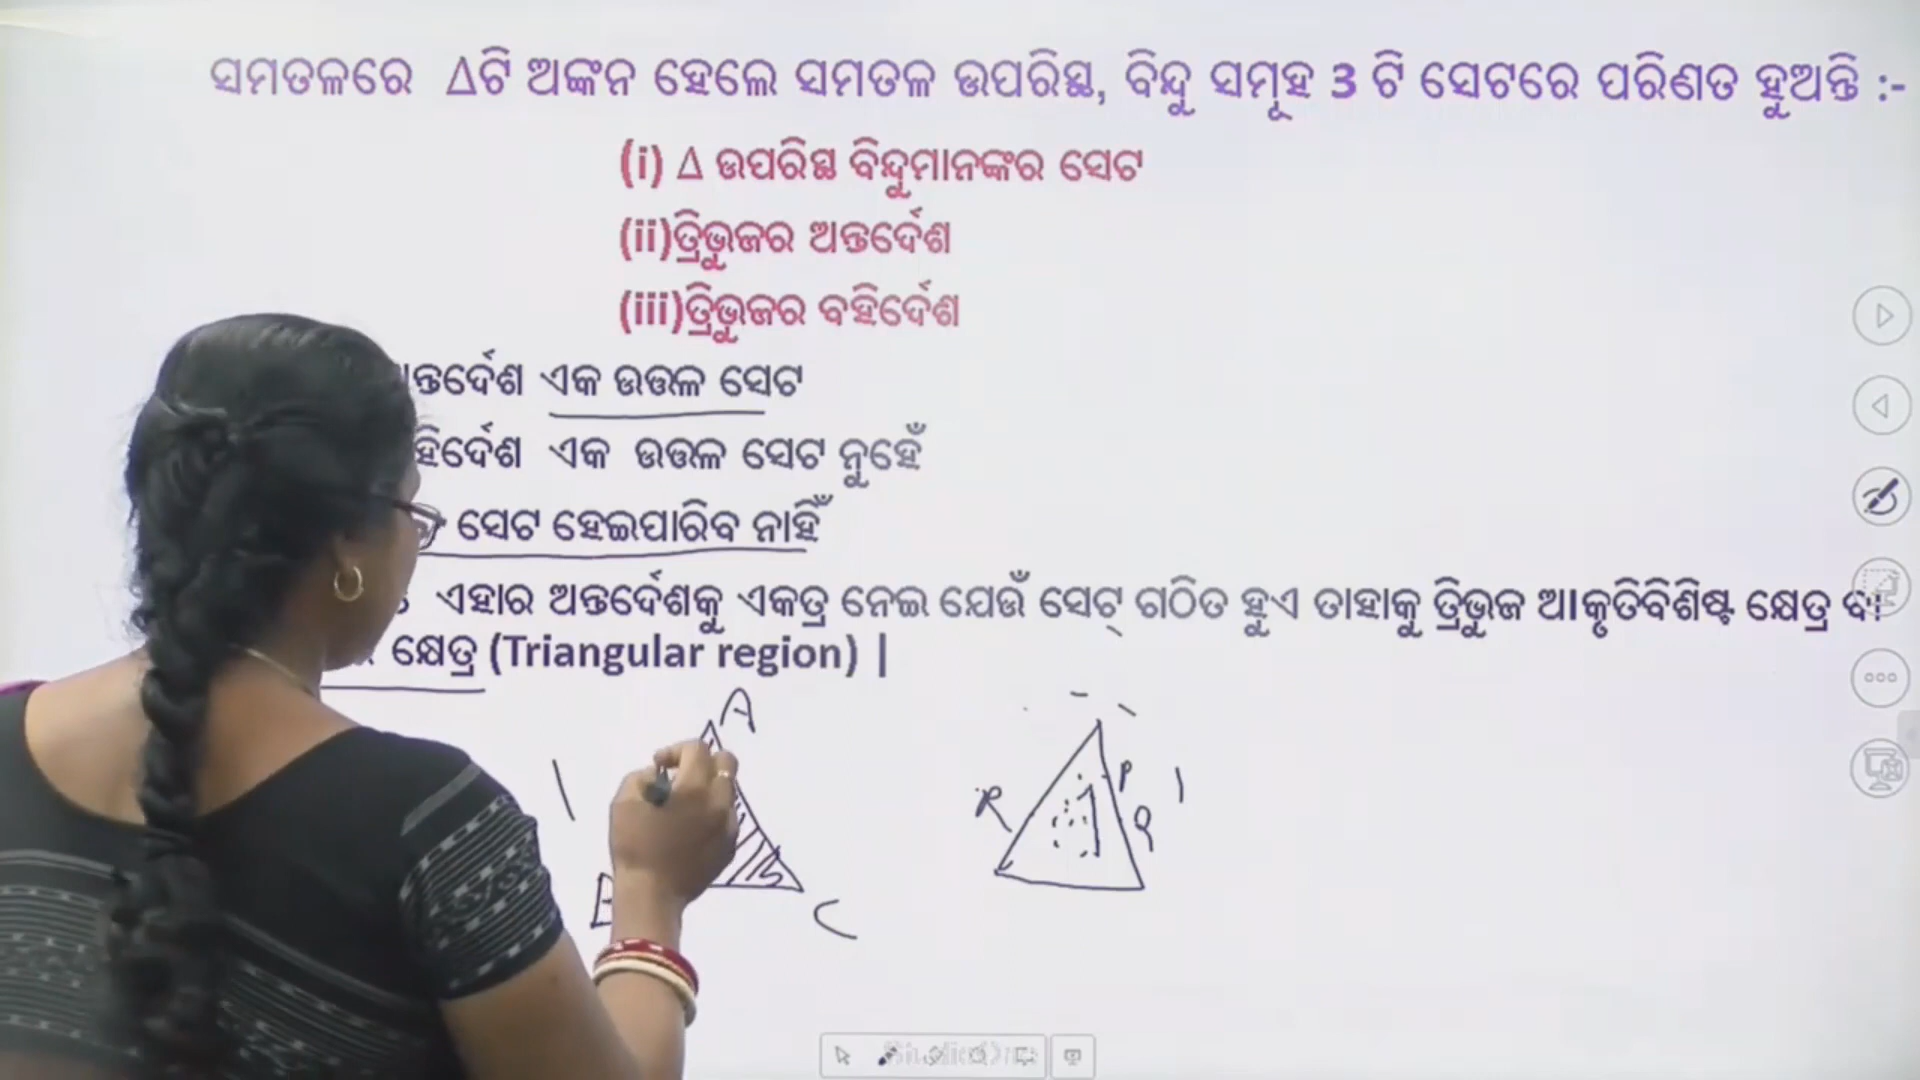 ସମତଳରେ Δଟି ଅଙ୍କନ ହେଲେ ସମତଳ ଉପରିସ୍ଥ, ବିନ୍ଦୁ ସମୂହ 3 ଟି ସେଟରେ ପରିଣତ ହୁଅନ୍ତି :-
(i) Δ ଉପରିସ୍ଥ ବିନ୍ଦୁମାନଙ୍କର ସେଟ
(ii)ତ୍ରିଭୁଜର ଅନ୍ତର୍ଦେଶ
(iii)ତ୍ରିଭୁଜର ବହିର୍ଦେଶ
ଏକ ଉତ୍ତଳ ସେଟ
ଏକ ଉତ୍ତଳ ସେଟ ନୁହେଁ
ସେଟ ହେଇପାରିବ ନାହିଁ
ଏହାର ଅନ୍ତର୍ଦେଶକୁ ଏକତ୍ର ନେଇ ଯେଉଁ ସେଟ୍ ଗଠିତ ହୁଏ ତାହାକୁ ତ୍ରିଭୁଜ ଆକୃତିବିଶିଷ୍ଟ କ୍ଷେତ୍ର ବା
କ୍ଷେତ୍ର (Triangular region) |
A
P
R
Q
B
C